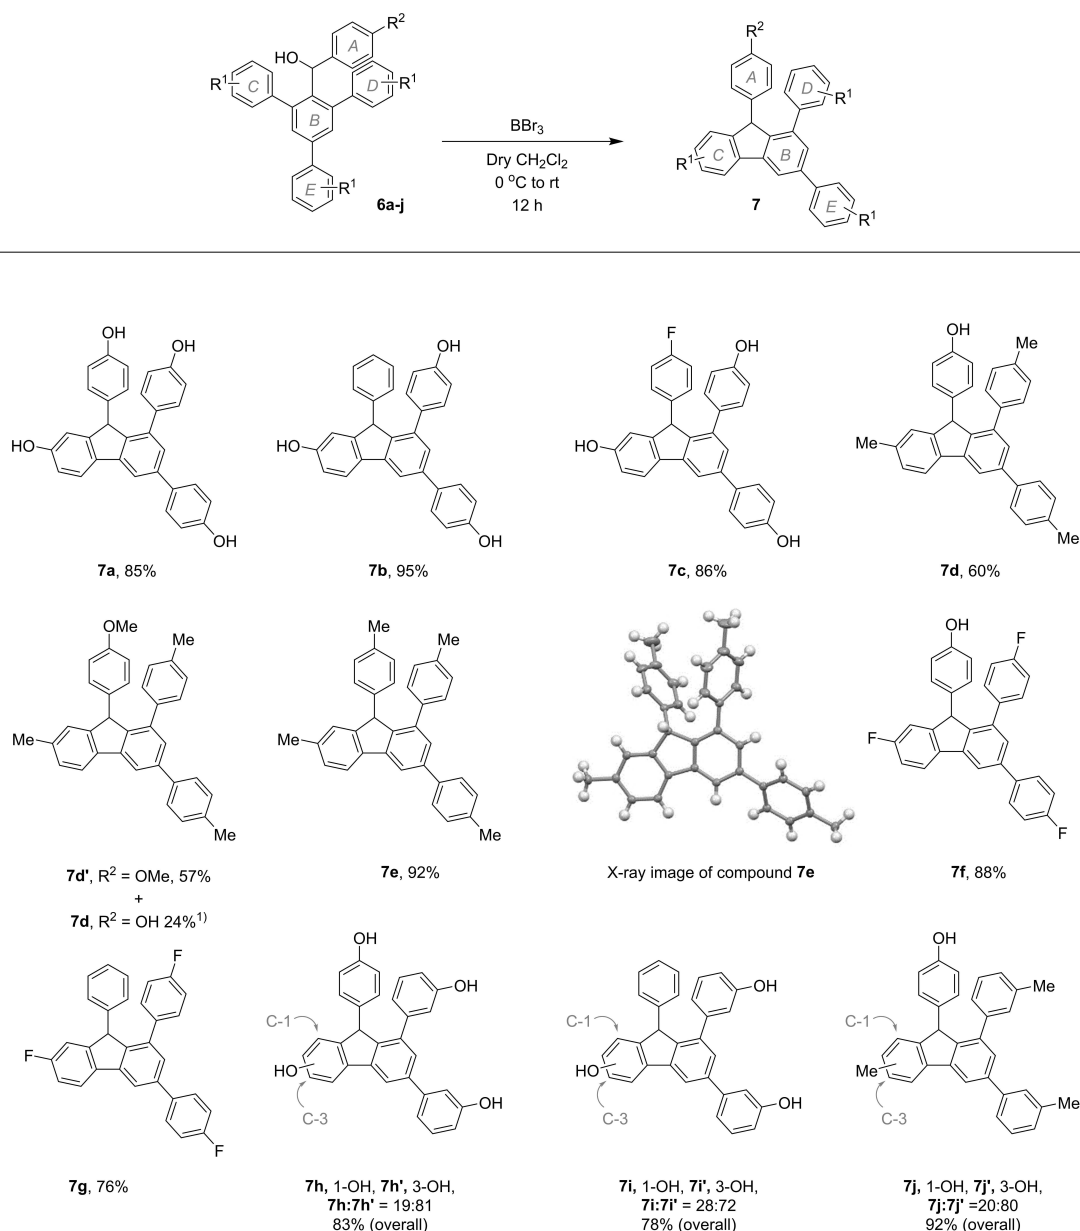 R²
A
HO
R¹
C
D
R¹
B
E
R¹
6a-j
BBr₃
Dry CH₂Cl₂
0 °C to rt
12 h
R²
A
D
R¹
C
B
R¹
E
R¹
7
OH
OH
HO
OH
7a, 85%
OH
HO
OH
7b, 95%
F
OH
HO
OH
7c, 86%
OH
Me
Me
Me
7d, 60%
OMe
Me
Me
Me
7d', R² = OMe, 57%
+
7d, R² = OH 24%¹⁾
Me
Me
Me
Me
7e, 92%
X-ray image of compound 7e
OH
F
F
F
7f, 88%
F
F
F
7g, 76%
OH
OH
C-1
HO
OH
C-3
7h, 1-OH, 7h', 3-OH,
7h:7h' = 19:81
83% (overall)
OH
C-1
HO
OH
C-3
7i, 1-OH, 7i', 3-OH,
7i:7i' = 28:72
78% (overall)
OH
Me
C-1
Me
Me
C-3
7j, 1-OH, 7j', 3-OH,
7j:7j' =20:80
92% (overall)